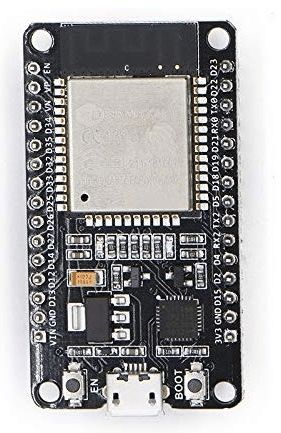 EN VP VN D34 D35 D32 D33 D25 D26 D27 D14 D12 D13 GND VIN
D23 D22 TX0 RX0 D21 D19 D18 D5 TX2 RX2 D4 D2 D15 GND 3V3
EN
BOOT